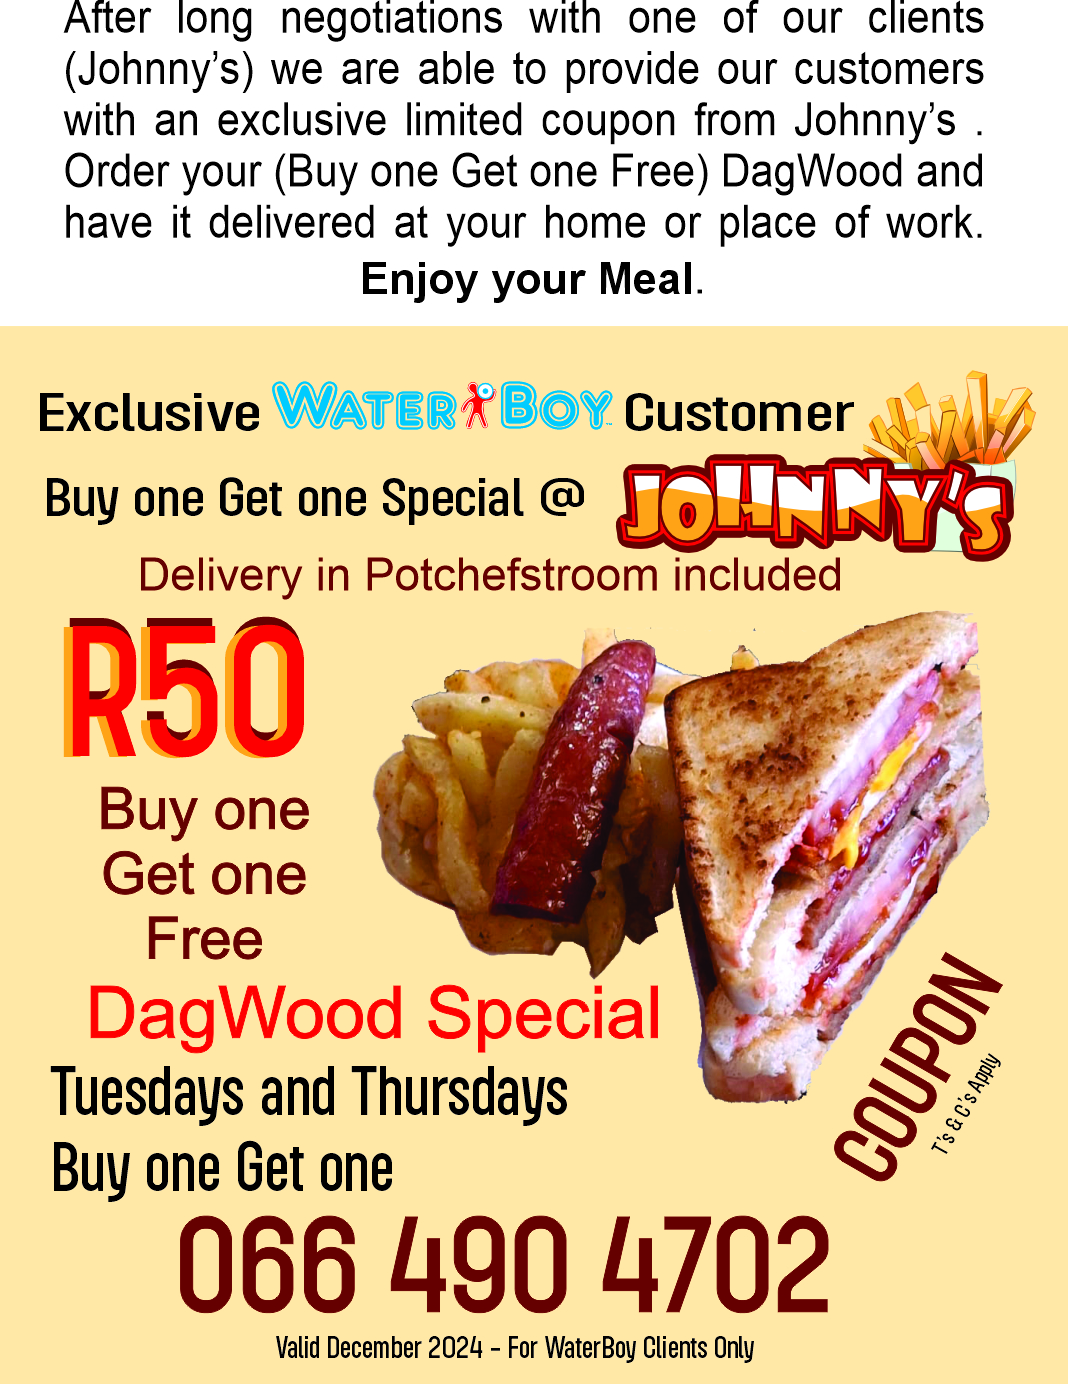 After long negotiations with one of our clients
(Johnny’s) we are able to provide our customers
with an exclusive limited coupon from Johnny’s .
Order your (Buy one Get one Free) DagWood and
have it delivered at your home or place of work.
Enjoy your Meal.
Exclusive WATER BOY™ Customer
Buy one Get one Special @ JOHNNY'S
Delivery in Potchefstroom included
R50
Buy one
Get one
Free
DagWood Special
Tuesdays and Thursdays
Buy one Get one
COUPON
T's & C's Apply
066 490 4702
Valid December 2024 - For WaterBoy Clients Only